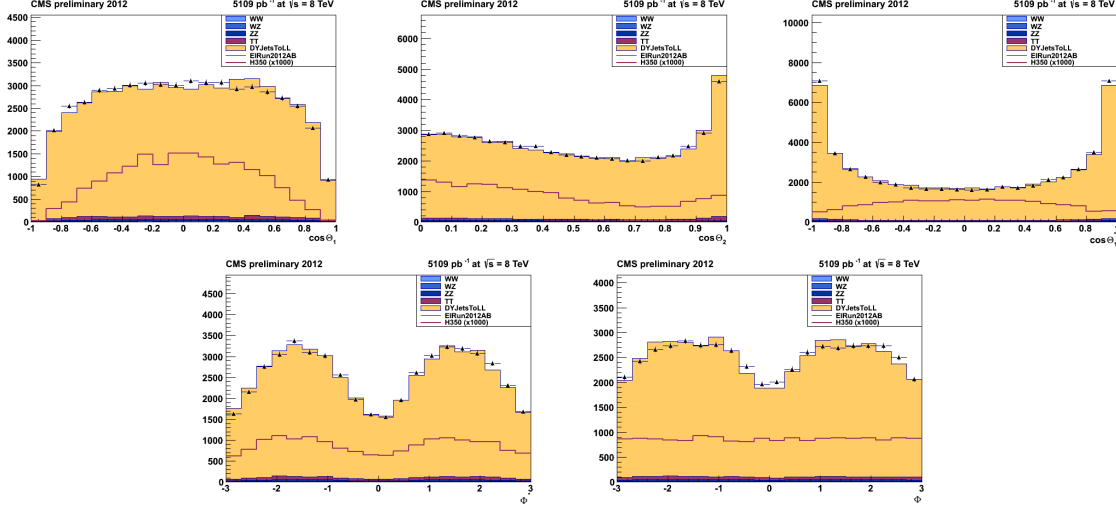 CMS preliminary 2012 5109 pb⁻¹ at √s = 8 TeV
WW
WZ
ZZ
TT
DYJetsToLL
ElRun2012AB
H350 (x1000)
4500
4000
3500
3000
2500
2000
1500
1000
500
0
-1 -0.8 -0.6 -0.4 -0.2 0 0.2 0.4 0.6 0.8 1
cosΘ₁
CMS preliminary 2012 5109 pb⁻¹ at √s = 8 TeV
WW
WZ
ZZ
TT
DYJetsToLL
ElRun2012AB
H350 (x1000)
6000
5000
4000
3000
2000
1000
0
0 0.1 0.2 0.3 0.4 0.5 0.6 0.7 0.8 0.9 1
cosΘ₂
CMS preliminary 2012 5109 pb⁻¹ at √s = 8 TeV
WW
WZ
ZZ
TT
DYJetsToLL
ElRun2012AB
H350 (x1000)
10000
8000
6000
4000
2000
0
-1 -0.8 -0.6 -0.4 -0.2 0 0.2 0.4 0.6 0.8
CMS preliminary 2012 5109 pb⁻¹ at √s = 8 TeV
WW
WZ
ZZ
TT
DYJetsToLL
ElRun2012AB
H350 (x1000)
4500
4000
3500
3000
2500
2000
1500
1000
500
0
-3 -2 -1 0 1 2 3
Φ
CMS preliminary 2012 5109 pb⁻¹ at √s = 8 TeV
WW
WZ
ZZ
TT
DYJetsToLL
ElRun2012AB
H350 (x1000)
4000
3500
3000
2500
2000
1500
1000
500
0
-3 -2 -1 0 1 2 3
Φ